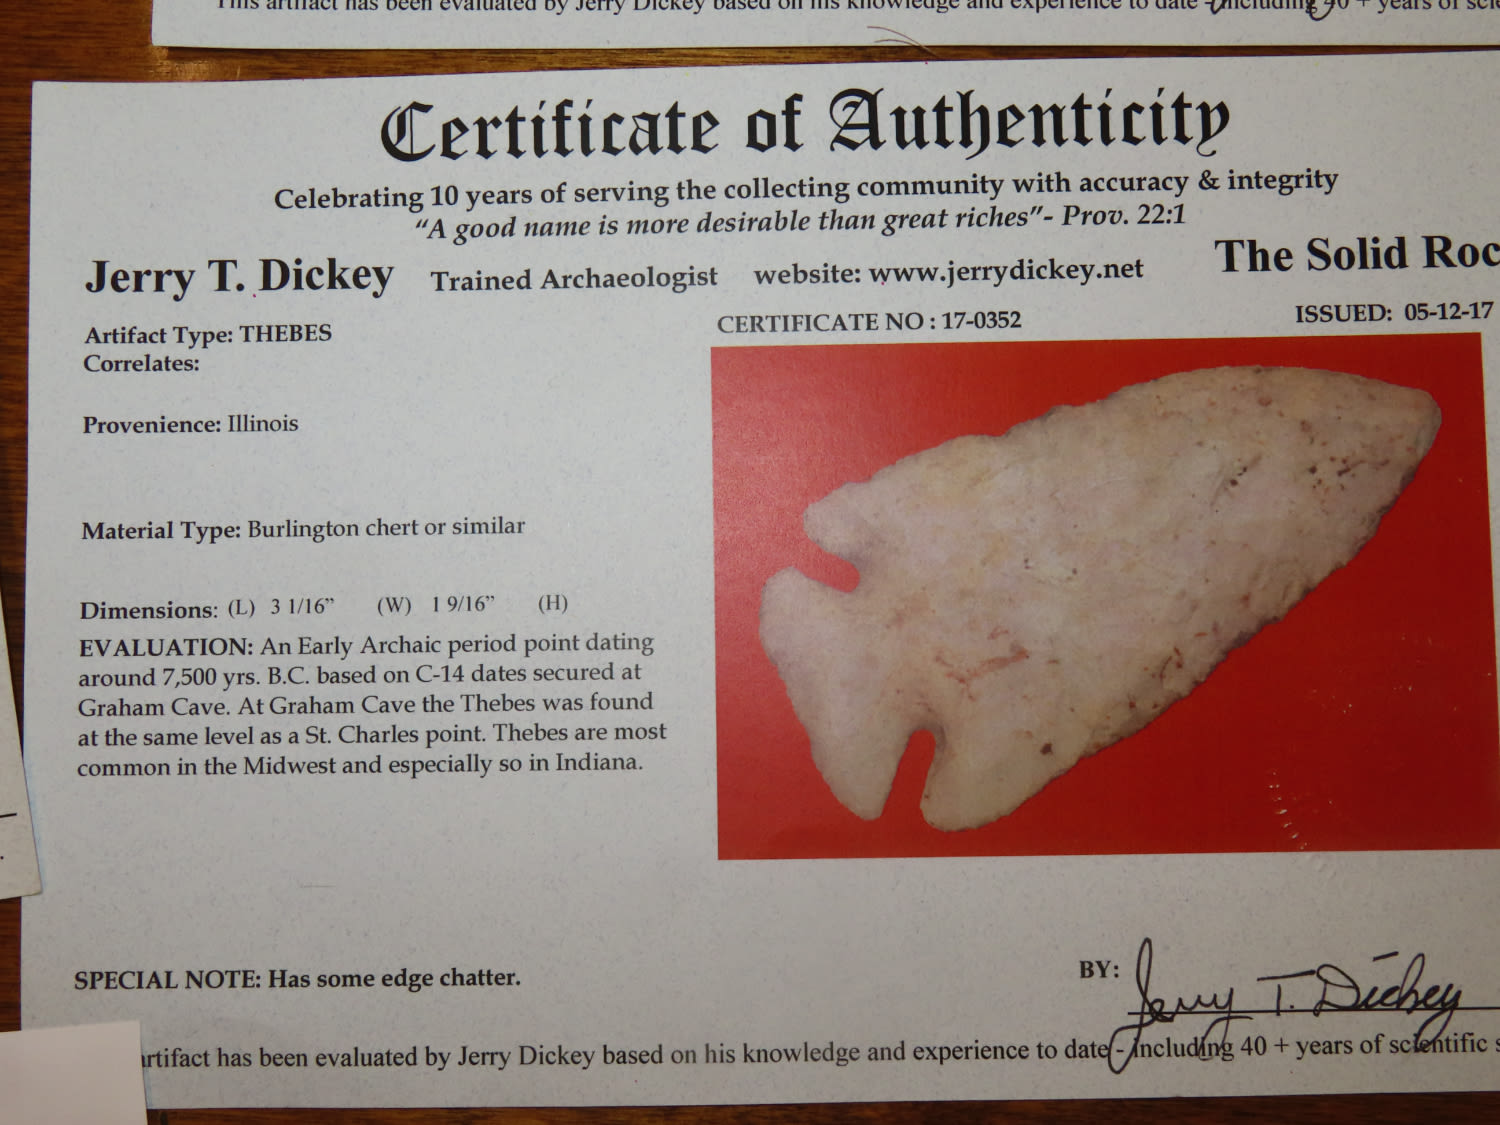 This artifact has been evaluated by Jerry Dickey based on his knowledge and experience to date - including 40 + years of
Certificate of Authenticity
Celebrating 10 years of serving the collecting community with accuracy & integrity
“A good name is more desirable than great riches”- Prov. 22:1
Jerry T. Dickey Trained Archaeologist website: www.jerrydickey.net The Solid
Artifact Type: THEBES
Correlates:
CERTIFICATE NO : 17-0352 ISSUED: 05-12-17
Provenience: Illinois
Material Type: Burlington chert or similar
Dimensions: (L) 3 1/16” (W) 1 9/16” (H)
EVALUATION: An Early Archaic period point dating
around 7,500 yrs. B.C. based on C-14 dates secured at
Graham Cave. At Graham Cave the Thebes was found
at the same level as a St. Charles point. Thebes are most
common in the Midwest and especially so in Indiana.
SPECIAL NOTE: Has some edge chatter.
BY: Jerry T. Dickey
artifact has been evaluated by Jerry Dickey based on his knowledge and experience to date - including 40 + years of scientific